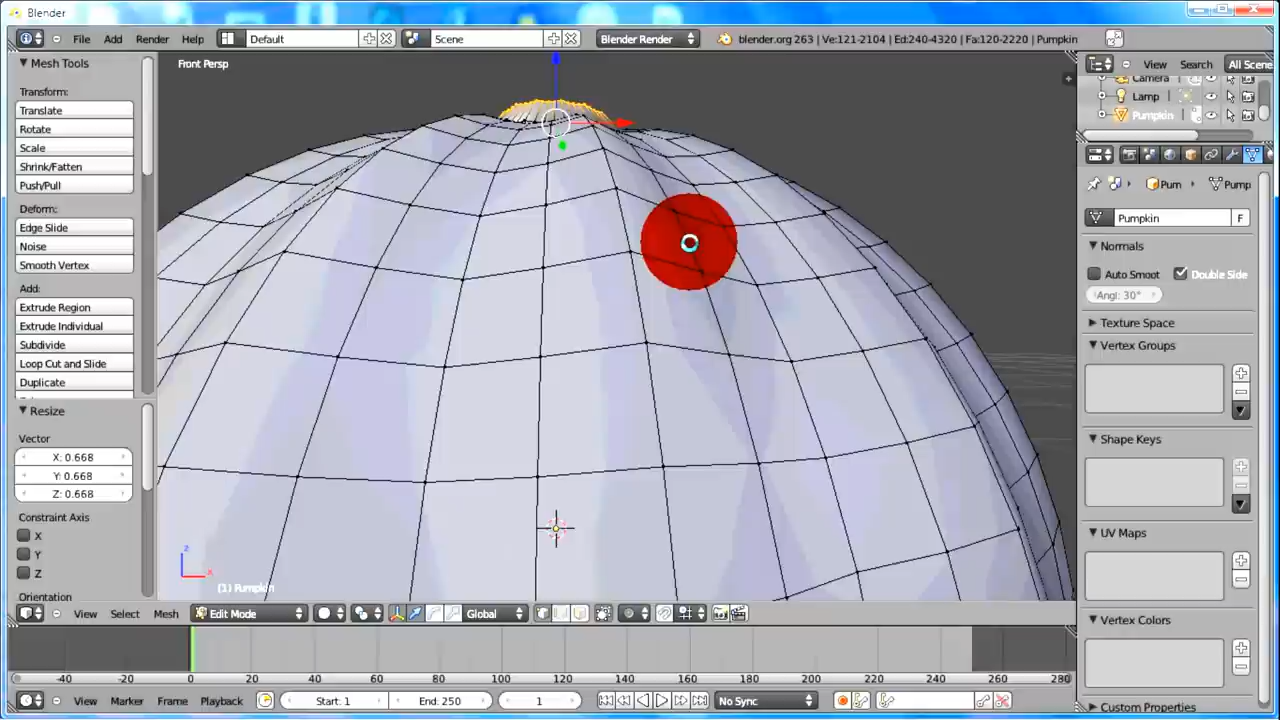 Blender
File Add Render Help Default Scene Blender Render blender.org 263 | Ve:121-2104 | Ed:240-4320 | Fa:120-2220 | Pumpkin
Mesh Tools
Transform:
Translate
Rotate
Scale
Shrink/Fatten
Push/Pull
Deform:
Edge Slide
Noise
Smooth Vertex
Add:
Extrude Region
Extrude Individual
Subdivide
Loop Cut and Slide
Duplicate
Resize
Vector
X: 0.668
Y: 0.668
Z: 0.668
Constraint Axis
X
Y
Z
Orientation
Front Persp
z
x
(1) Pumpkin
View Select Mesh Edit Mode Global
View Search All Scene
Camera
Lamp
Pumpkin
Pum Pump
Pumpkin F
Normals
Auto Smoot Double Side
Angl: 30°
Texture Space
Vertex Groups
Shape Keys
UV Maps
Vertex Colors
Custom Properties
-40 -20 0 20 40 60 80 100 120 140 160 180 200 220 240 260 280
View Marker Frame Playback Start: 1 End: 250 1 No Sync